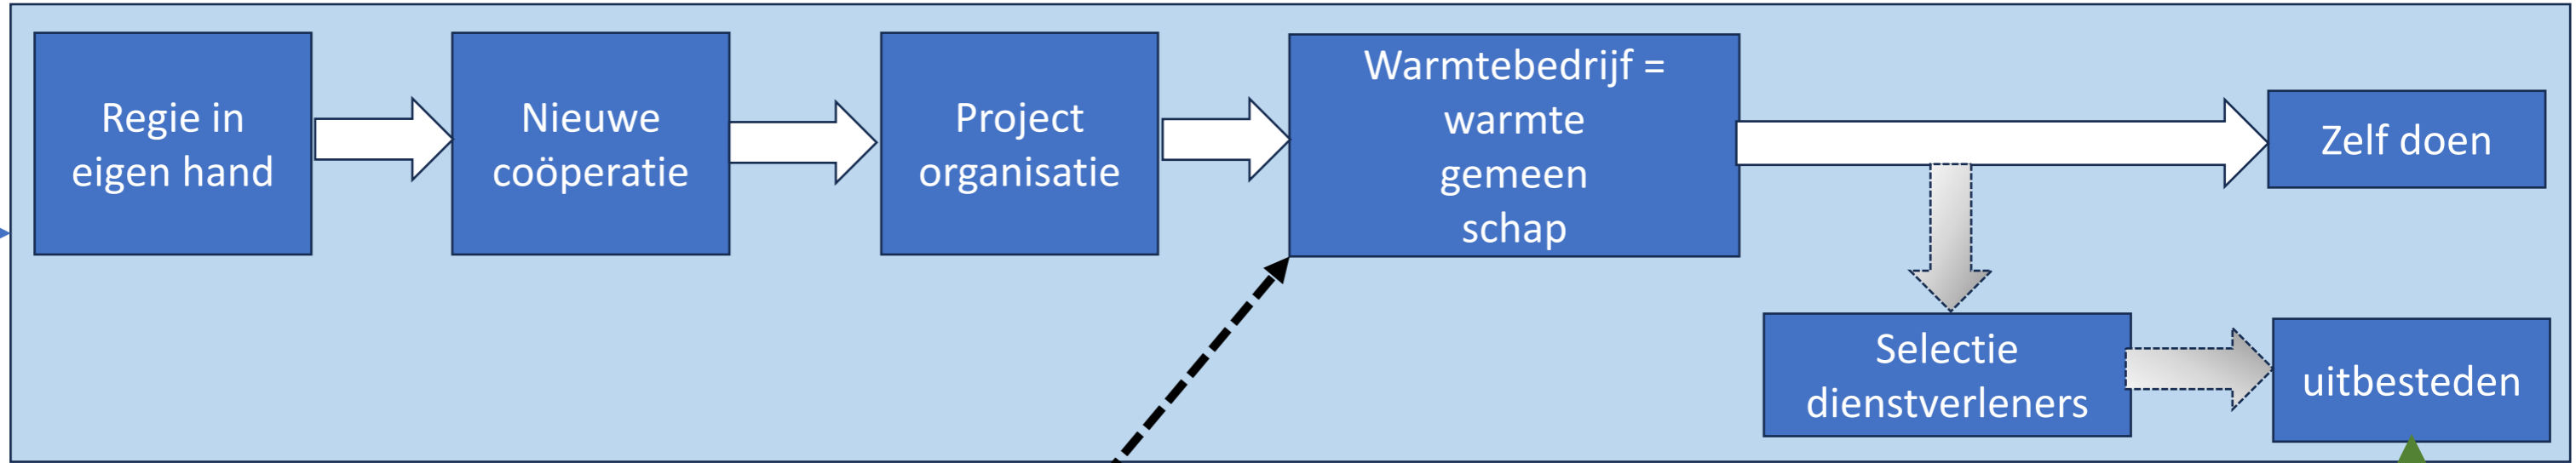 Regie in
eigen hand
Nieuwe
coöperatie
Project
organisatie
Warmtebedrijf =
warmte
gemeen
schap
Zelf doen
Selectie
dienstverleners
uitbesteden